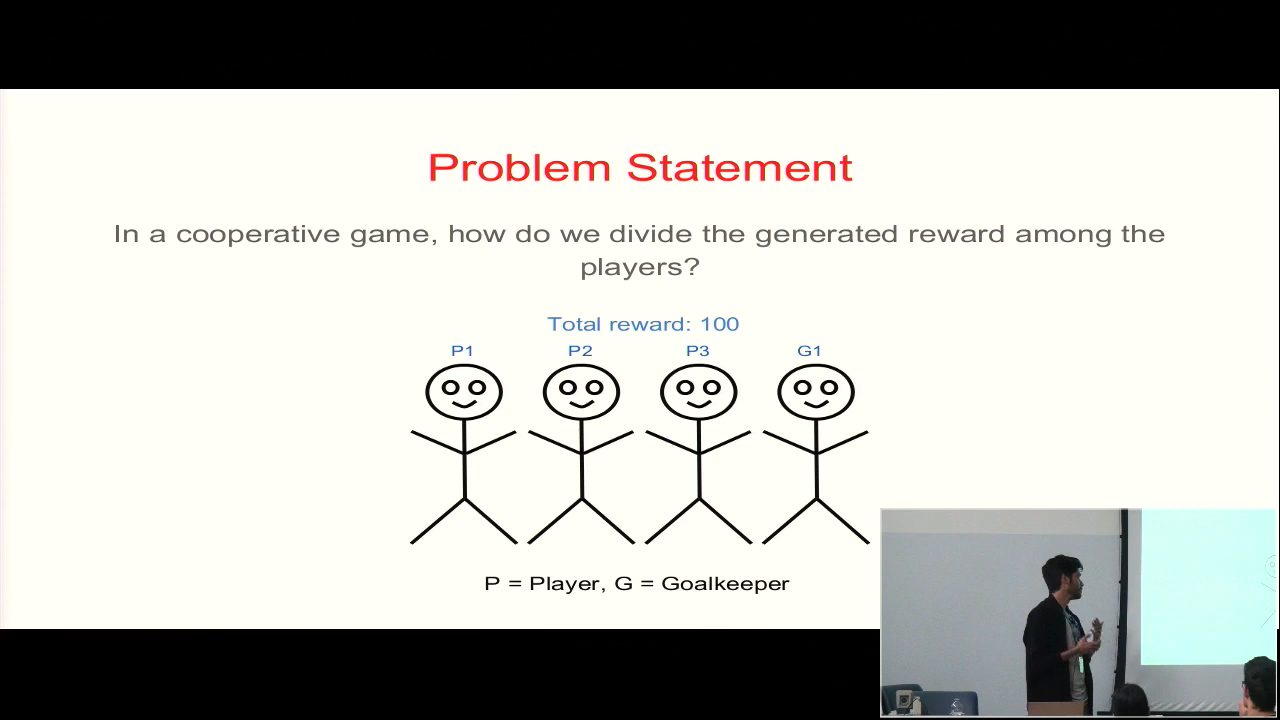 Problem Statement
In a cooperative game, how do we divide the generated reward among the
players?
Total reward: 100
P1 P2 P3 G1
P = Player, G = Goalkeeper